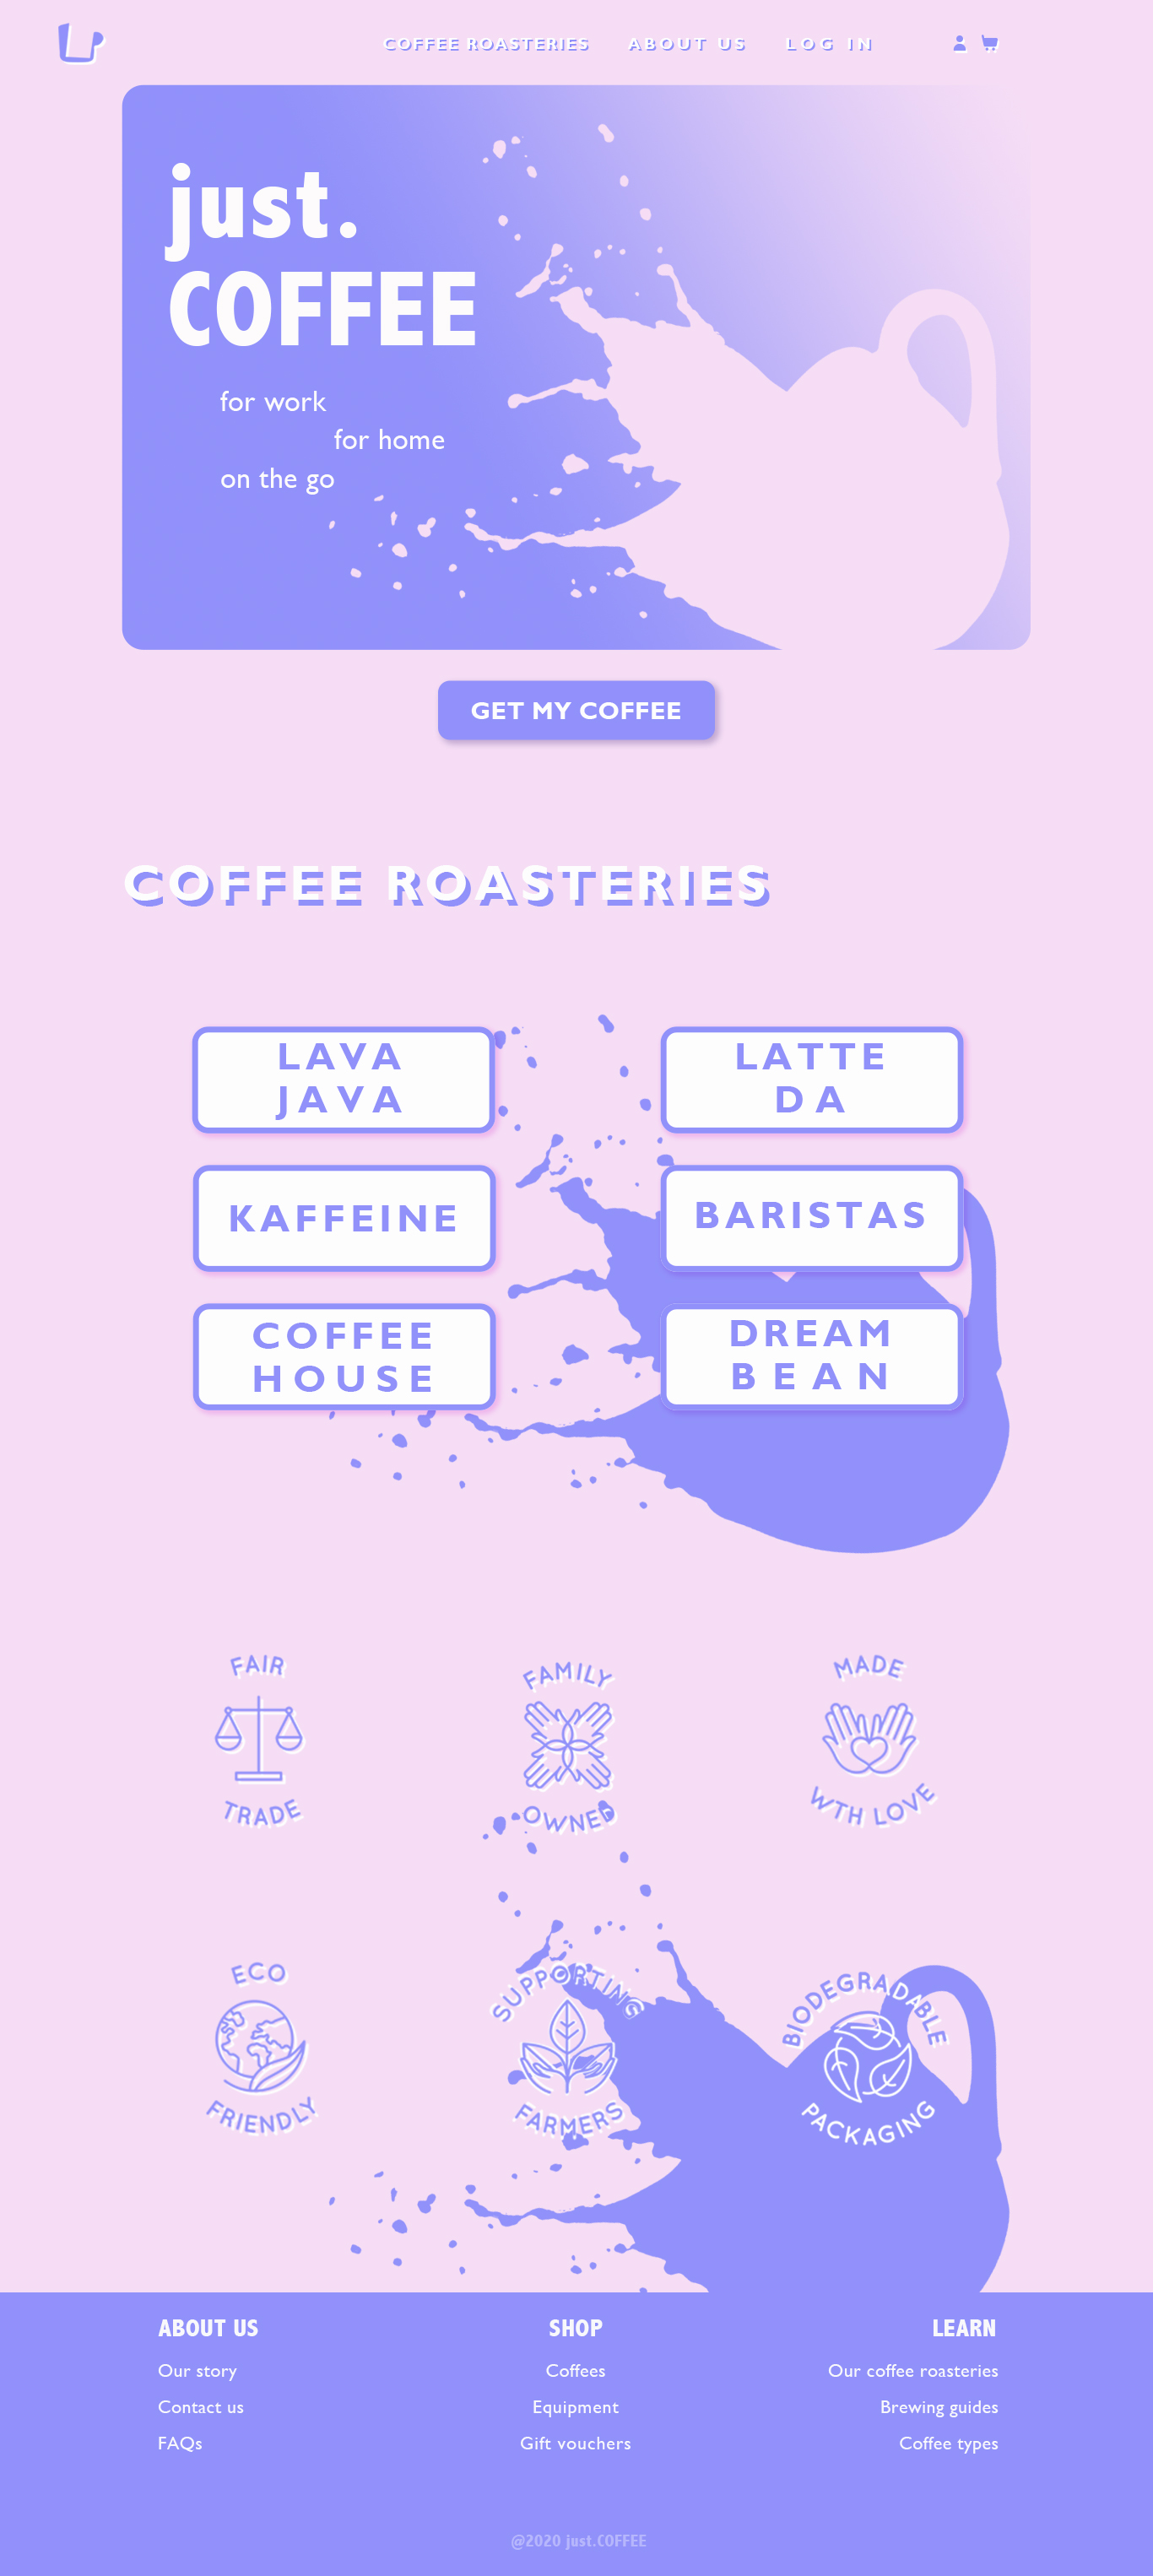 COFFEE ROASTERIES ABOUT US LOG IN
just.
COFFEE
for work
for home
on the go
GET MY COFFEE
COFFEE ROASTERIES
LAVA
JAVA
LATTE
DA
KAFFEINE
BARISTAS
COFFEE
HOUSE
DREAM
BEAN
FAIR
TRADE
FAMILY
OWNED
MADE
WTH LOVE
ECO
FRIENDLY
SUPPORTING
FARMERS
BIODEGRADABLE
PACKAGING
ABOUT US
Our story
Contact us
FAQs
SHOP
Coffees
Equipment
Gift vouchers
LEARN
Our coffee roasteries
Brewing guides
Coffee types
@2020 just.COFFEE